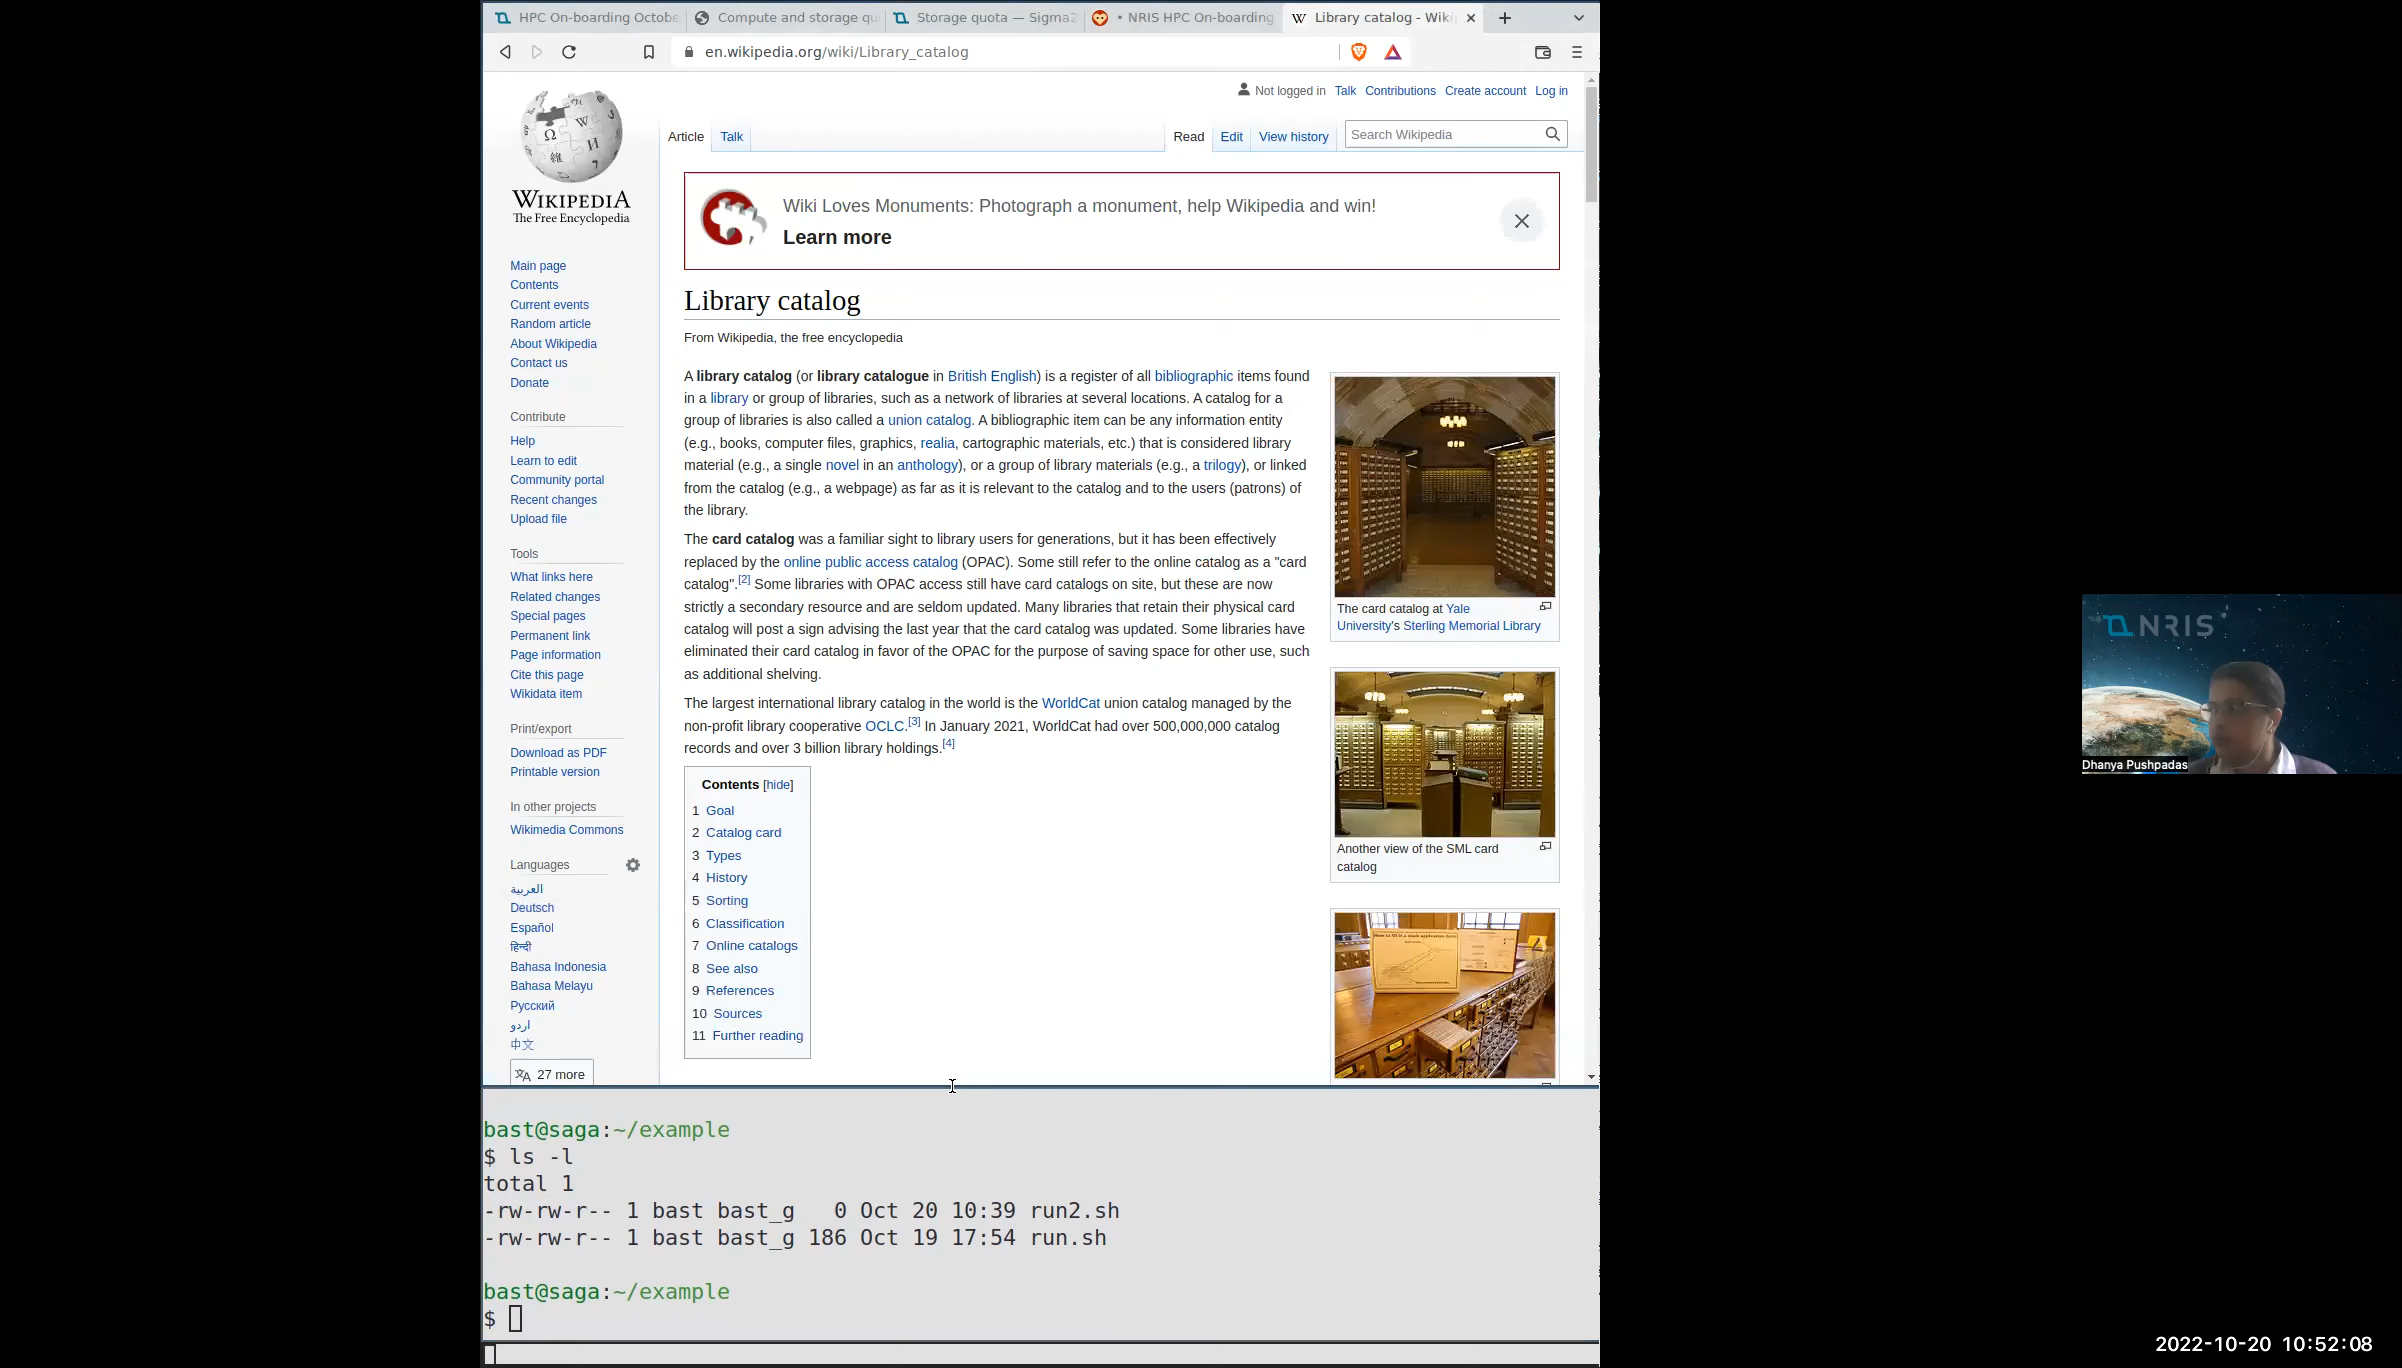 HPC On-boarding Octobe
Compute and storage qu
Storage quota — Sigma2
• NRIS HPC On-boarding
Library catalog - Wiki
en.wikipedia.org/wiki/Library_catalog
Not logged in Talk Contributions Create account Log in
Article Talk Read Edit View history Search Wikipedia
WIKIPEDIA
The Free Encyclopedia
Main page
Contents
Current events
Random article
About Wikipedia
Contact us
Donate
Contribute
Help
Learn to edit
Community portal
Recent changes
Upload file
Tools
What links here
Related changes
Special pages
Permanent link
Page information
Cite this page
Wikidata item
Print/export
Download as PDF
Printable version
In other projects
Wikimedia Commons
Languages
العربية
Deutsch
Español
हिन्दी
Bahasa Indonesia
Bahasa Melayu
Русский
اردو
中文
27 more
Wiki Loves Monuments: Photograph a monument, help Wikipedia and win!
Learn more
Library catalog
From Wikipedia, the free encyclopedia
A library catalog (or library catalogue in British English) is a register of all bibliographic items found
in a library or group of libraries, such as a network of libraries at several locations. A catalog for a
group of libraries is also called a union catalog. A bibliographic item can be any information entity
(e.g., books, computer files, graphics, realia, cartographic materials, etc.) that is considered library
material (e.g., a single novel in an anthology), or a group of library materials (e.g., a trilogy), or linked
from the catalog (e.g., a webpage) as far as it is relevant to the catalog and to the users (patrons) of
the library.
The card catalog was a familiar sight to library users for generations, but it has been effectively
replaced by the online public access catalog (OPAC). Some still refer to the online catalog as a "card
catalog".[2] Some libraries with OPAC access still have card catalogs on site, but these are now
strictly a secondary resource and are seldom updated. Many libraries that retain their physical card
catalog will post a sign advising the last year that the card catalog was updated. Some libraries have
eliminated their card catalog in favor of the OPAC for the purpose of saving space for other use, such
as additional shelving.
The largest international library catalog in the world is the WorldCat union catalog managed by the
non-profit library cooperative OCLC.[3] In January 2021, WorldCat had over 500,000,000 catalog
records and over 3 billion library holdings.[4]
Contents [hide]
1 Goal
2 Catalog card
3 Types
4 History
5 Sorting
6 Classification
7 Online catalogs
8 See also
9 References
10 Sources
11 Further reading
The card catalog at Yale
University's Sterling Memorial Library
Another view of the SML card
catalog
bast@saga:~/example
$ ls -l
total 1
-rw-rw-r-- 1 bast bast_g   0 Oct 20 10:39 run2.sh
-rw-rw-r-- 1 bast bast_g 186 Oct 19 17:54 run.sh
bast@saga:~/example
$
NRIS
Dhanya Pushpadas
2022-10-20 10:52:08